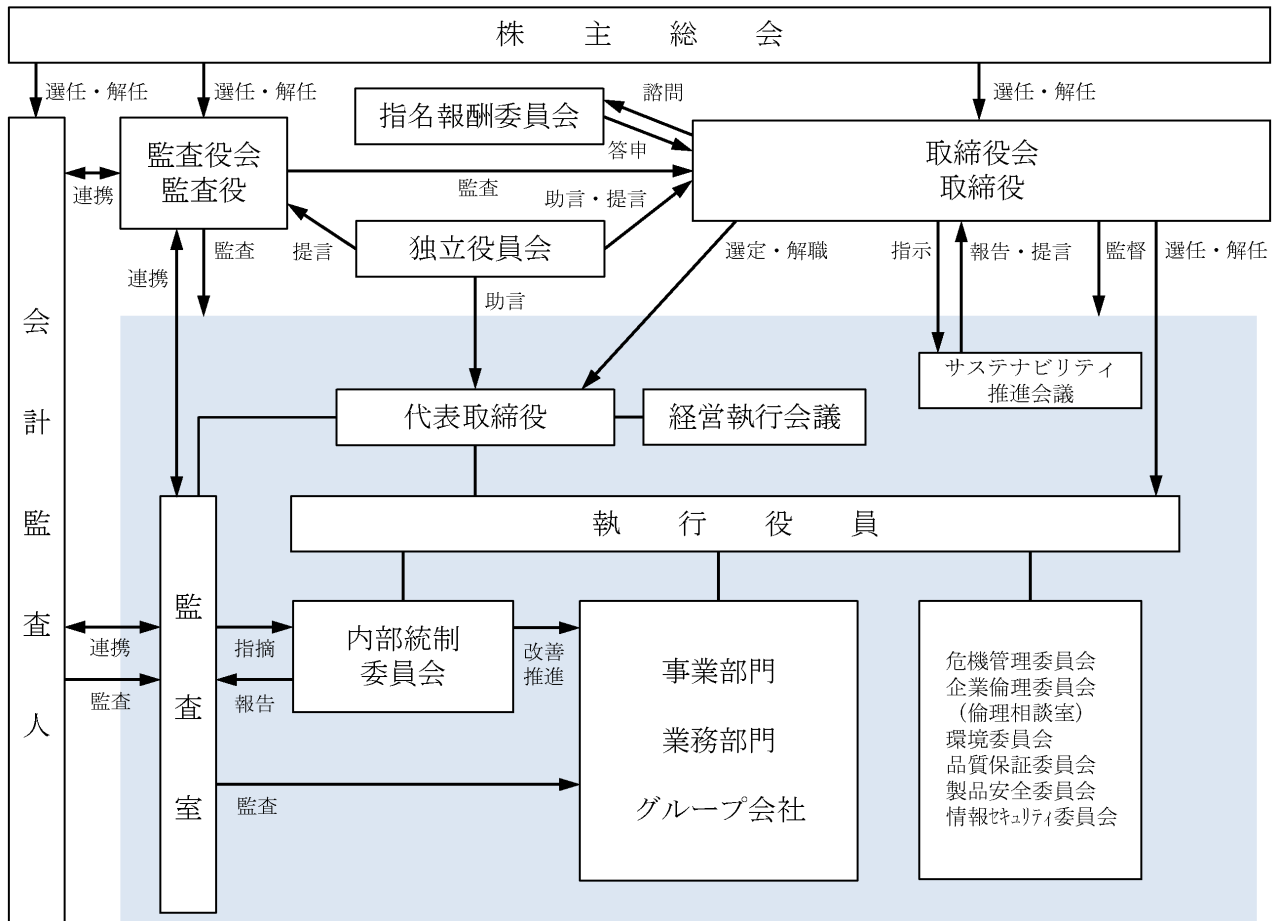 株主総会
選任・解任
選任・解任
選任・解任
指名報酬委員会
諮問
答申
監査役会
監査役
取締役会
取締役
連携
監査
助言・提言
独立役員会
提言
監査
連携
選定・解職
指示
報告・提言
監督
選任・解任
助言
会計監査人
サステナビリティ
推進会議
代表取締役
経営執行会議
執行役員
監査室
連携
監査
指摘
報告
内部統制
委員会
改善
推進
監査
事業部門
業務部門
グループ会社
危機管理委員会
企業倫理委員会
（倫理相談室）
環境委員会
品質保証委員会
製品安全委員会
情報ｾｷｭﾘﾃｨ委員会